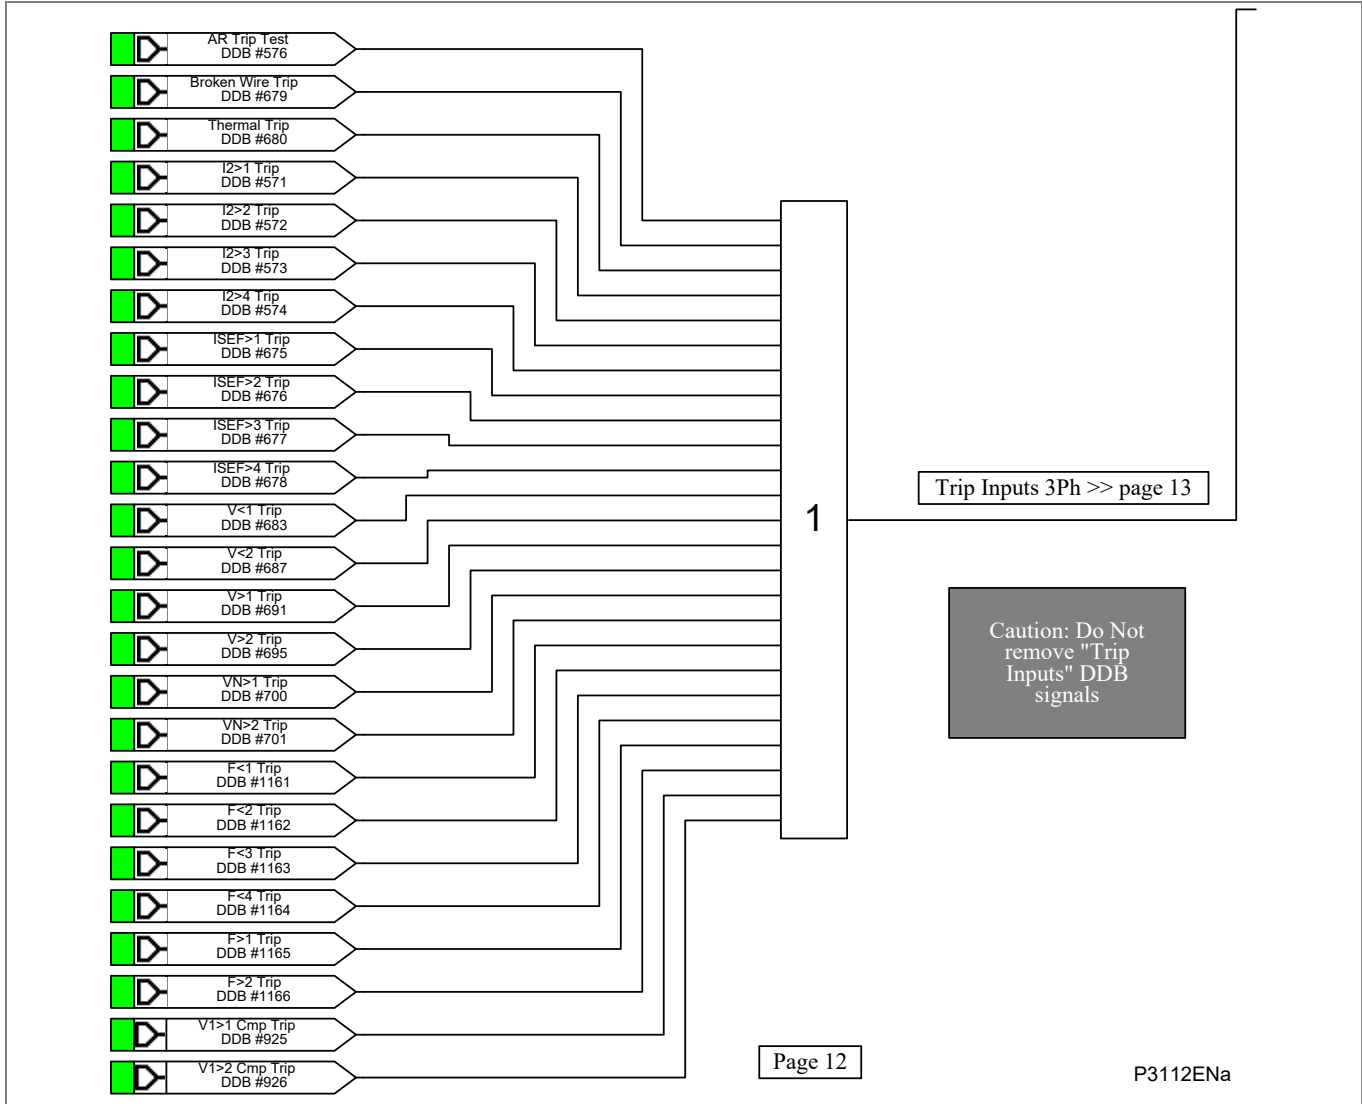 AR Trip Test
DDB #576
Broken Wire Trip
DDB #679
Thermal Trip
DDB #680
I2>1 Trip
DDB #571
I2>2 Trip
DDB #572
I2>3 Trip
DDB #573
I2>4 Trip
DDB #574
ISEF>1 Trip
DDB #675
ISEF>2 Trip
DDB #676
ISEF>3 Trip
DDB #677
ISEF>4 Trip
DDB #678
V<1 Trip
DDB #683
V<2 Trip
DDB #687
V>1 Trip
DDB #691
V>2 Trip
DDB #695
VN>1 Trip
DDB #700
VN>2 Trip
DDB #701
F<1 Trip
DDB #1161
F<2 Trip
DDB #1162
F<3 Trip
DDB #1163
F<4 Trip
DDB #1164
F>1 Trip
DDB #1165
F>2 Trip
DDB #1166
V1>1 Cmp Trip
DDB #925
V1>2 Cmp Trip
DDB #926
1
Trip Inputs 3Ph >> page 13
Caution: Do Not
remove "Trip
Inputs" DDB
signals
Page 12
P3112ENa